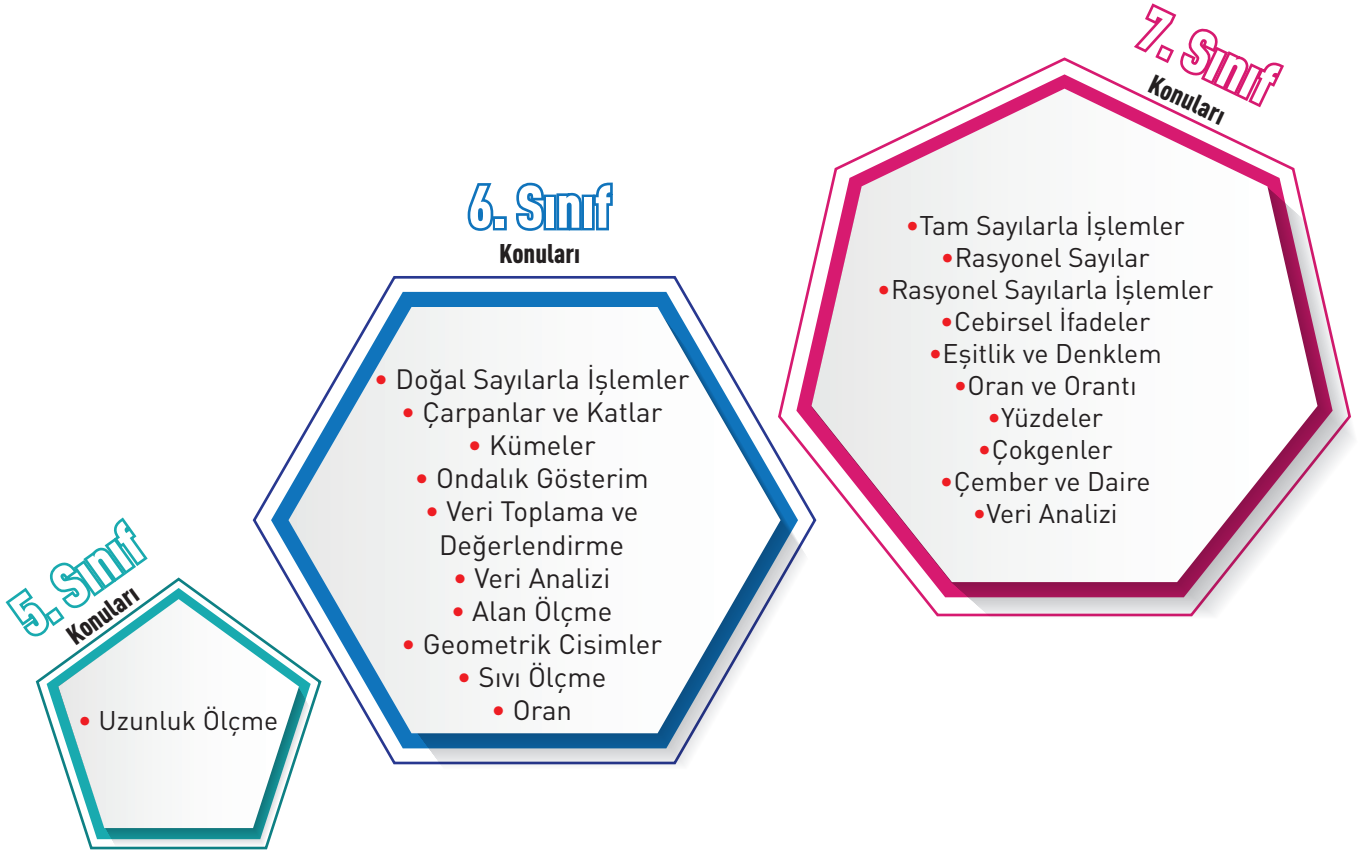 5. Sınıf
Konuları
• Uzunluk Ölçme
6. Sınıf
Konuları
• Doğal Sayılarla İşlemler
• Çarpanlar ve Katlar
• Kümeler
• Ondalık Gösterim
• Veri Toplama ve
Değerlendirme
• Veri Analizi
• Alan Ölçme
• Geometrik Cisimler
• Sıvı Ölçme
• Oran
7. Sınıf
Konuları
•Tam Sayılarla İşlemler
•Rasyonel Sayılar
•Rasyonel Sayılarla İşlemler
•Cebirsel İfadeler
•Eşitlik ve Denklem
•Oran ve Orantı
•Yüzdeler
•Çokgenler
•Çember ve Daire
•Veri Analizi